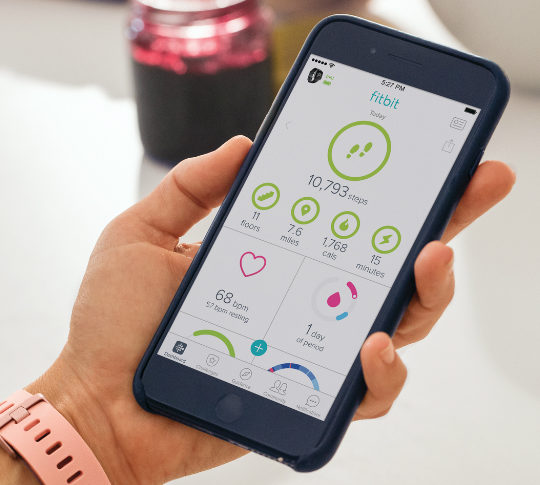 5:27 PM
fitbit
Today
10,793 steps
11
floors
7.6
miles
1,768
cals
15
minutes
68 bpm
57 bpm resting
1 day
of period
Dashboard
Challenges
Guidance
Community
Notifications